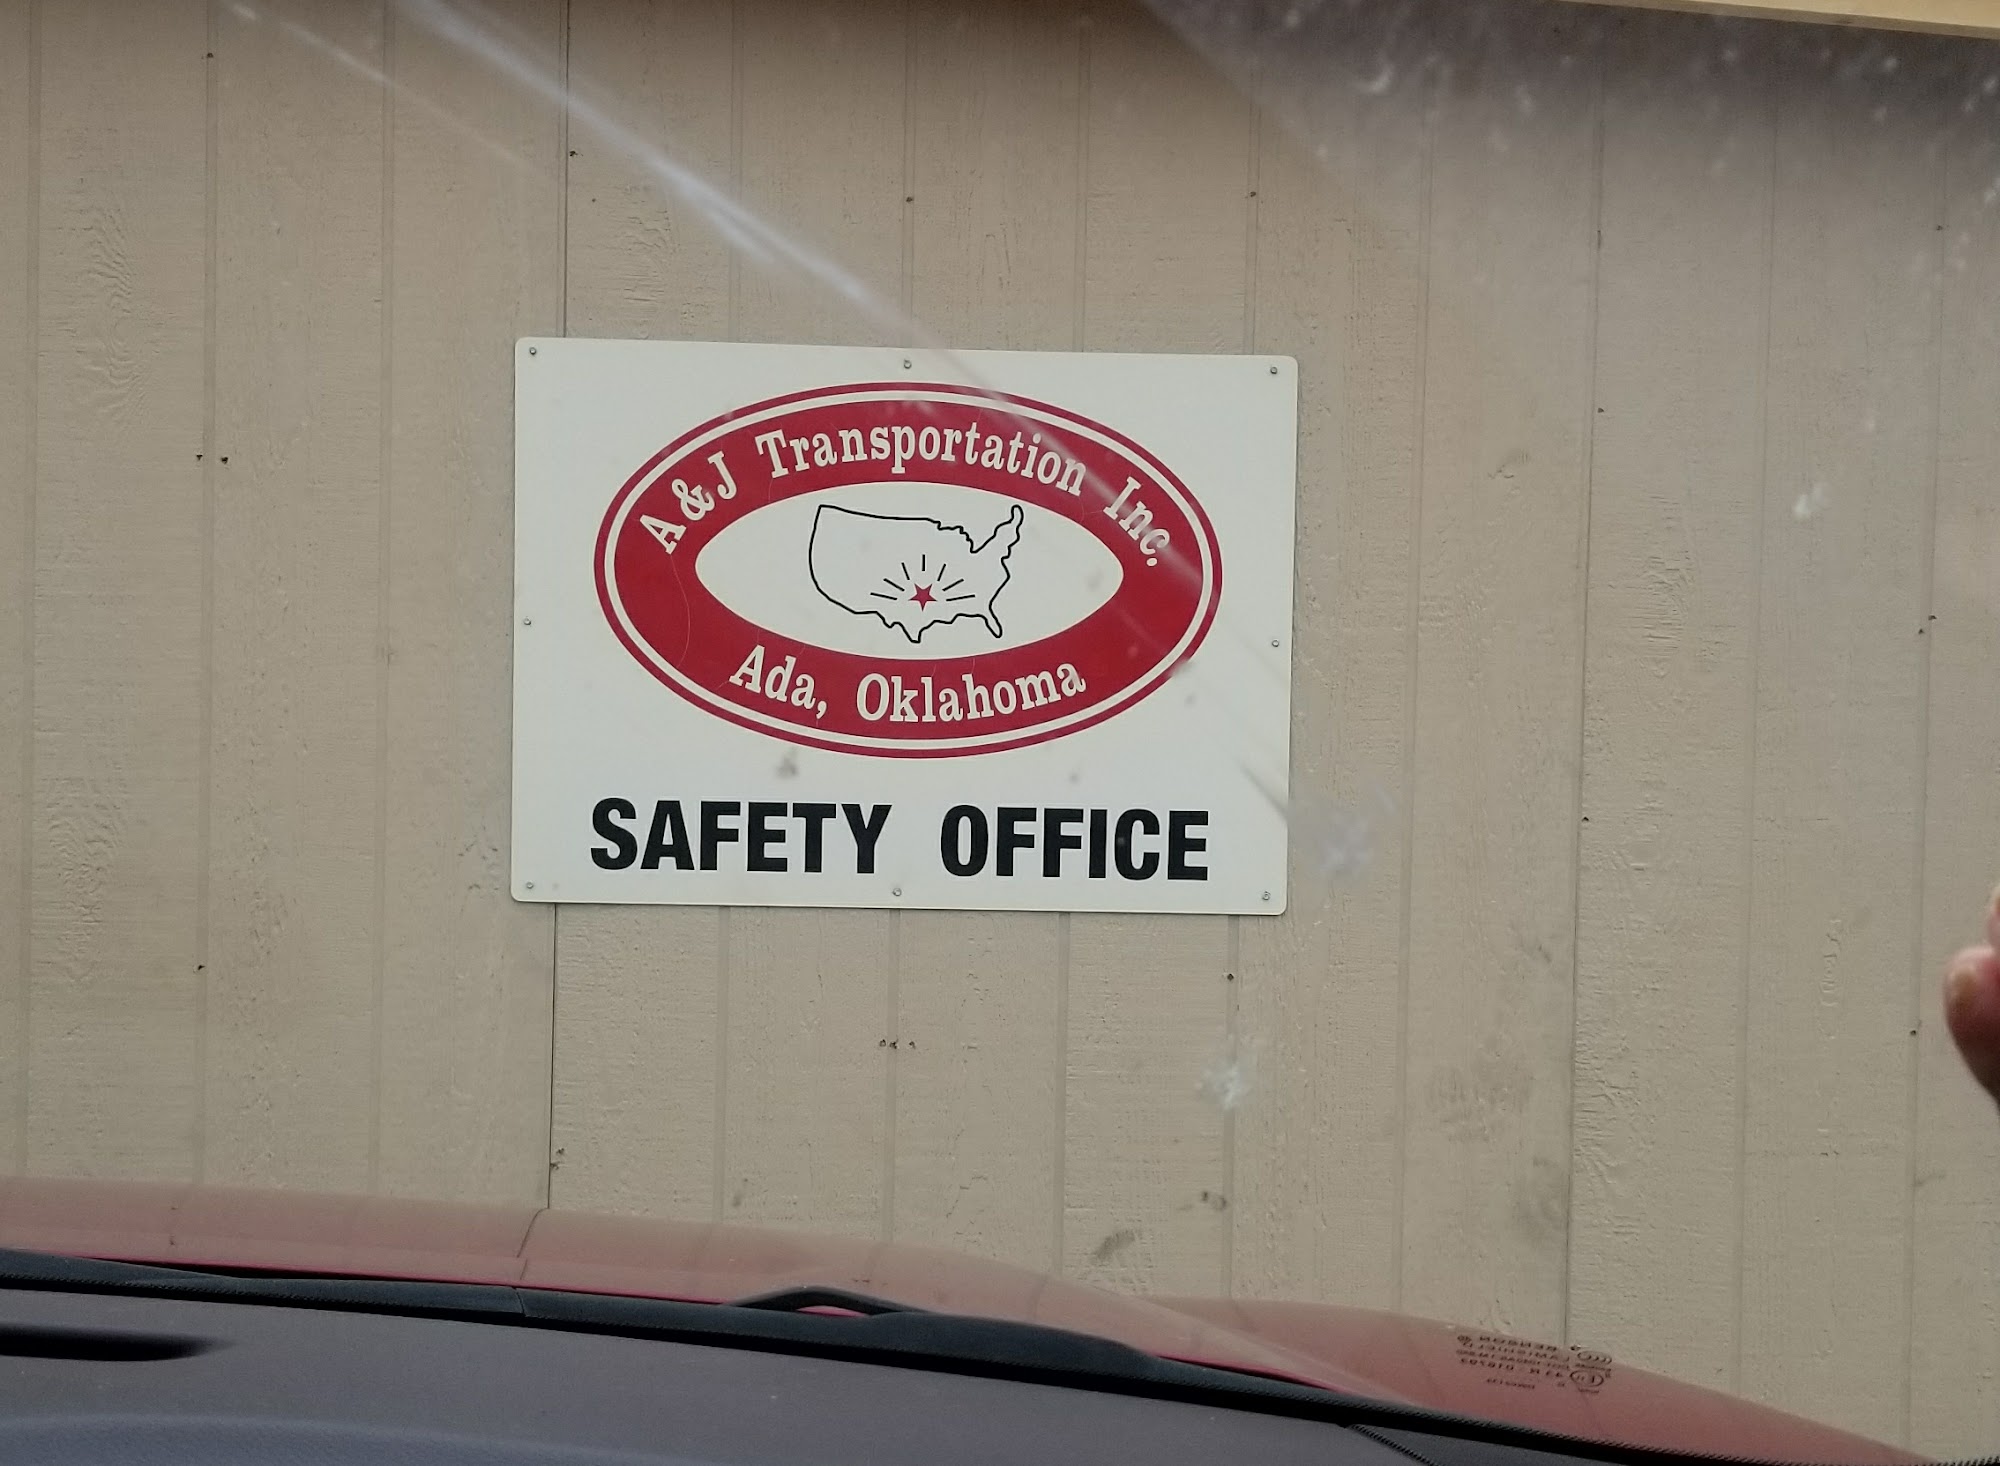 A & J Transportation Inc.
Ada, Oklahoma
SAFETY OFFICE